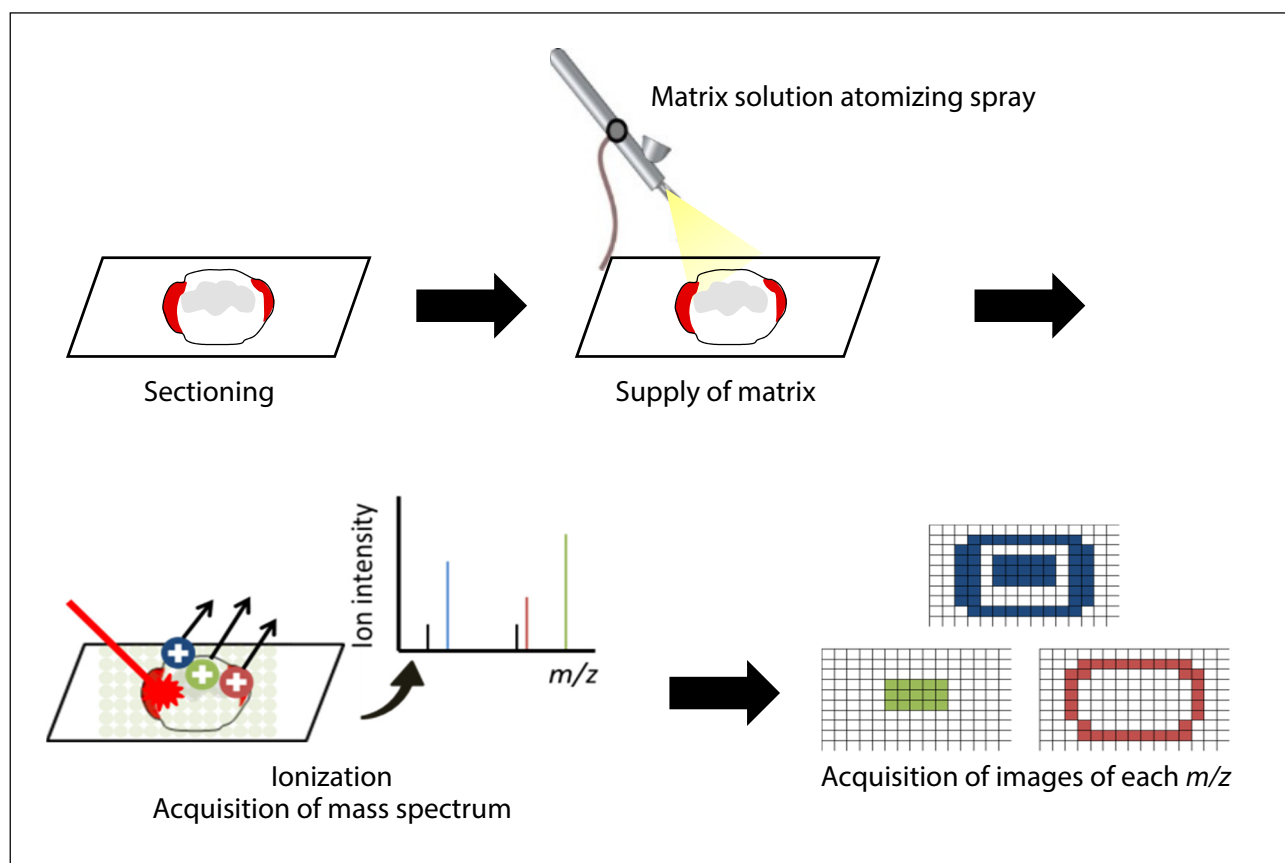 Matrix solution atomizing spray
Sectioning
Supply of matrix
Ion intensity
m/z
Ionization
Acquisition of mass spectrum
Acquisition of images of each m/z